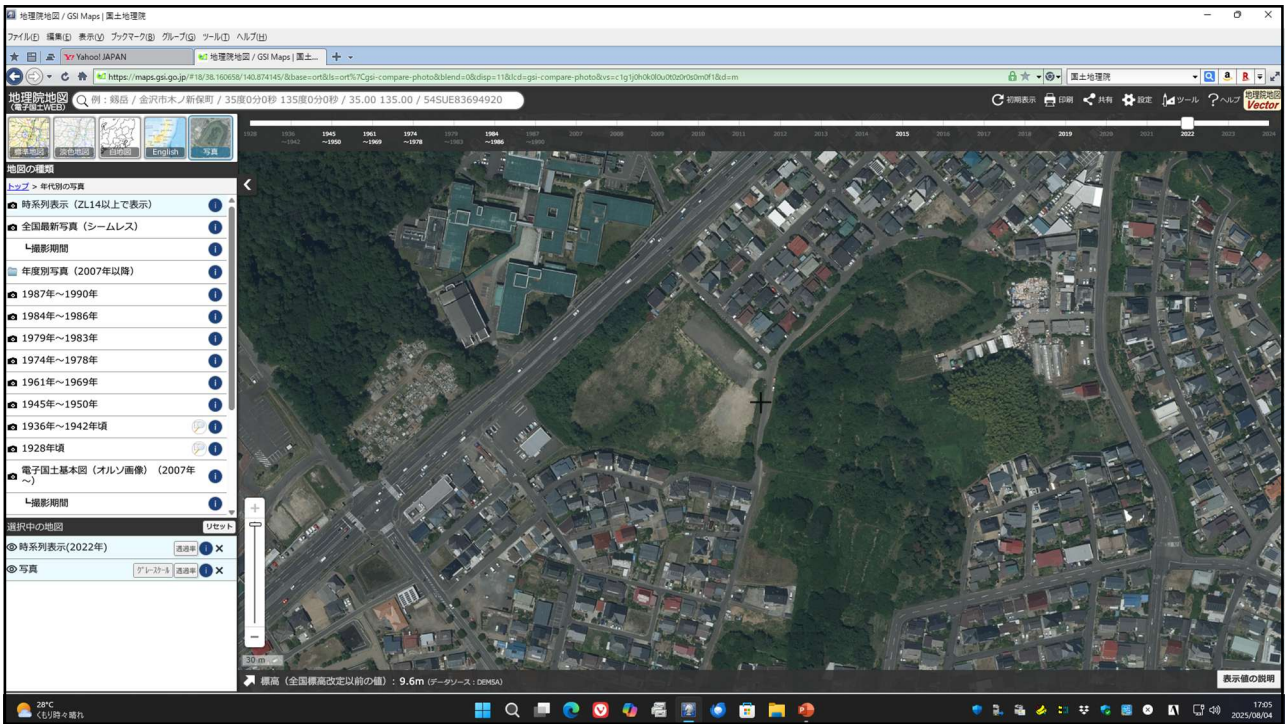 地理院地図 / GSI Maps | 国土地理院
ファイル(F) 編集(E) 表示(V) ブックマーク(B) グループ(G) ツール(T) ヘルプ(H)
Yahoo! JAPAN
地理院地図 / GSI Maps | 国土...
https://maps.gsi.go.jp/#18/38.160658/140.874145/&base=ort&ls=ort%7Cgsi-compare-photo&blend=0&disp=11&lcd=gsi-compare-photo&vs=c1g1j0h0k0l0u0t0z0r0s0m0f1&d=m
国土地理院
地理院地図
(電子国土WEB)
例：剱岳 / 金沢市木ノ新保町 / 35度0分0秒 135度0分0秒 / 35.00 135.00 / 54SUE83694920
初期表示 印刷 共有 設定 ツール ヘルプ
地理院地図
Vector
標準地図 淡色地図 白地図 English 写真
1928 1936 1945 1961 1974 1979 1984 1987 2007 2008 2009 2010 2011 2012 2013 2014 2015 2016 2017 2018 2019 2020 2021 2022 2023 2024
~1942 ~1950 ~1969 ~1978 ~1983 ~1986 ~1990
地図の種類
トップ > 年代別の写真
時系列表示（ZL14以上で表示）
全国最新写真（シームレス）
┗撮影期間
年度別写真（2007年以降）
1987年～1990年
1984年～1986年
1979年～1983年
1974年～1978年
1961年～1969年
1945年～1950年
1936年～1942年頃
1928年頃
電子国土基本図（オルソ画像）（2007年
～）
┗撮影期間
選択中の地図
リセット
時系列表示(2022年) 透過率
写真 グレースケール 透過率
30 m
標高（全国標高改定以前の値）: 9.6m (データソース：DEM5A)
表示値の説明
28°C
くもり時々晴れ
17:05
2025/08/04